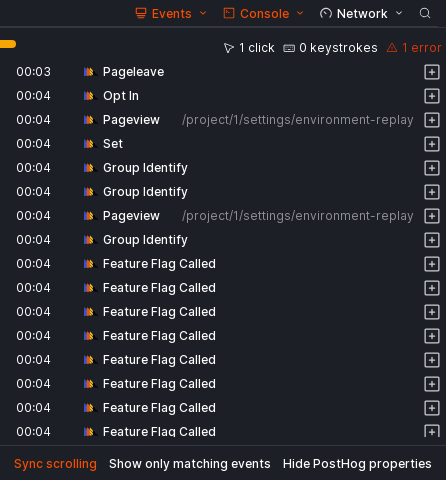 Events Console Network
1 click 0 keystrokes 1 error
00:03 Pageleave
00:04 Opt In
00:04 Pageview /project/1/settings/environment-replay
00:04 Set
00:04 Group Identify
00:04 Group Identify
00:04 Pageview /project/1/settings/environment-replay
00:04 Group Identify
00:04 Feature Flag Called
00:04 Feature Flag Called
00:04 Feature Flag Called
00:04 Feature Flag Called
00:04 Feature Flag Called
00:04 Feature Flag Called
00:04 Feature Flag Called
00:04 Feature Flag Called
Sync scrolling Show only matching events Hide PostHog properties